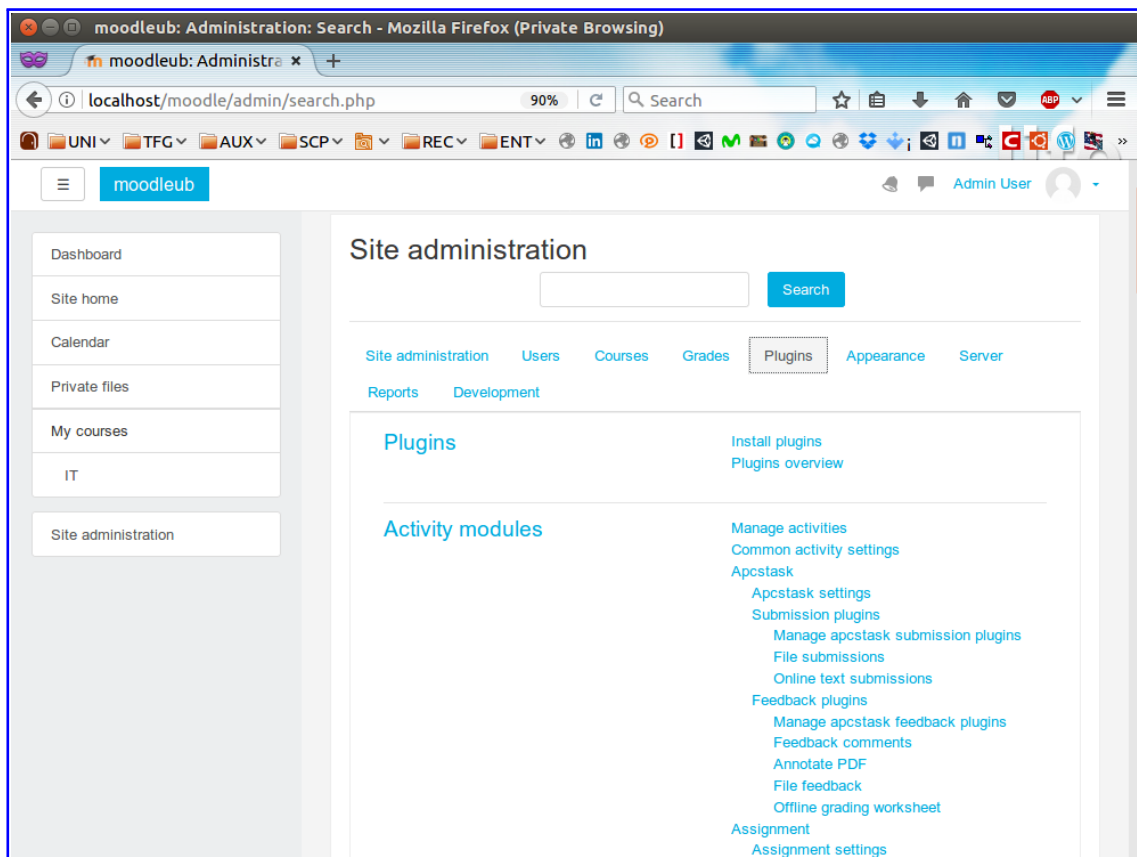 moodleub: Administration: Search - Mozilla Firefox (Private Browsing)
moodleub: Administra
localhost/moodle/admin/search.php 90% Search ABP
UNI TFG AUX SCP REC ENT
moodleub Admin User
Dashboard
Site home
Calendar
Private files
My courses
IT
Site administration
Site administration
Search
Site administration Users Courses Grades Plugins Appearance Server
Reports Development
Plugins
Install plugins
Plugins overview
Activity modules
Manage activities
Common activity settings
Apcstask
Apcstask settings
Submission plugins
Manage apcstask submission plugins
File submissions
Online text submissions
Feedback plugins
Manage apcstask feedback plugins
Feedback comments
Annotate PDF
File feedback
Offline grading worksheet
Assignment
Assignment settings